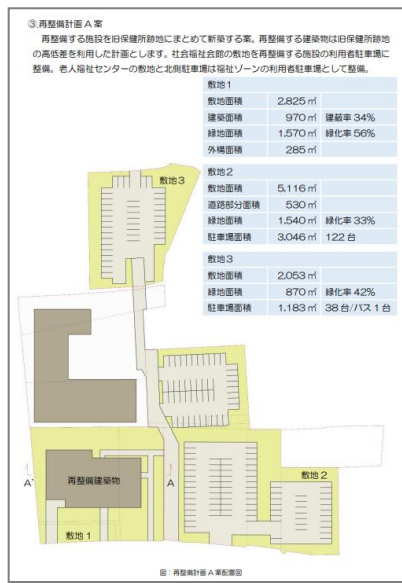 ③.再整備計画A案
再整備する施設を旧保健所跡地にまとめて新築する案。再整備する建築物は旧保健所跡地
の高低差を利用した計画とします。社会福祉会館の敷地を再整備する施設の利用者駐車場に
整備。老人福祉センターの敷地と北側駐車場は福祉ゾーンの利用者駐車場として整備。
敷地1
敷地面積 2,825㎡
建築面積 970㎡ 建蔽率34%
緑地面積 1,570㎡ 緑化率56%
外構面積 285㎡
敷地2
敷地面積 5,116㎡
道路部分面積 530㎡
緑地面積 1,540㎡ 緑化率33%
駐車場面積 3,046㎡ 122台
敷地3
敷地面積 2,053㎡
緑地面積 870㎡ 緑化率42%
駐車場面積 1,183㎡ 38台/バス1台
敷地3
再整備建築物
A'
A
敷地2
敷地1
図：再整備計画A案配置図